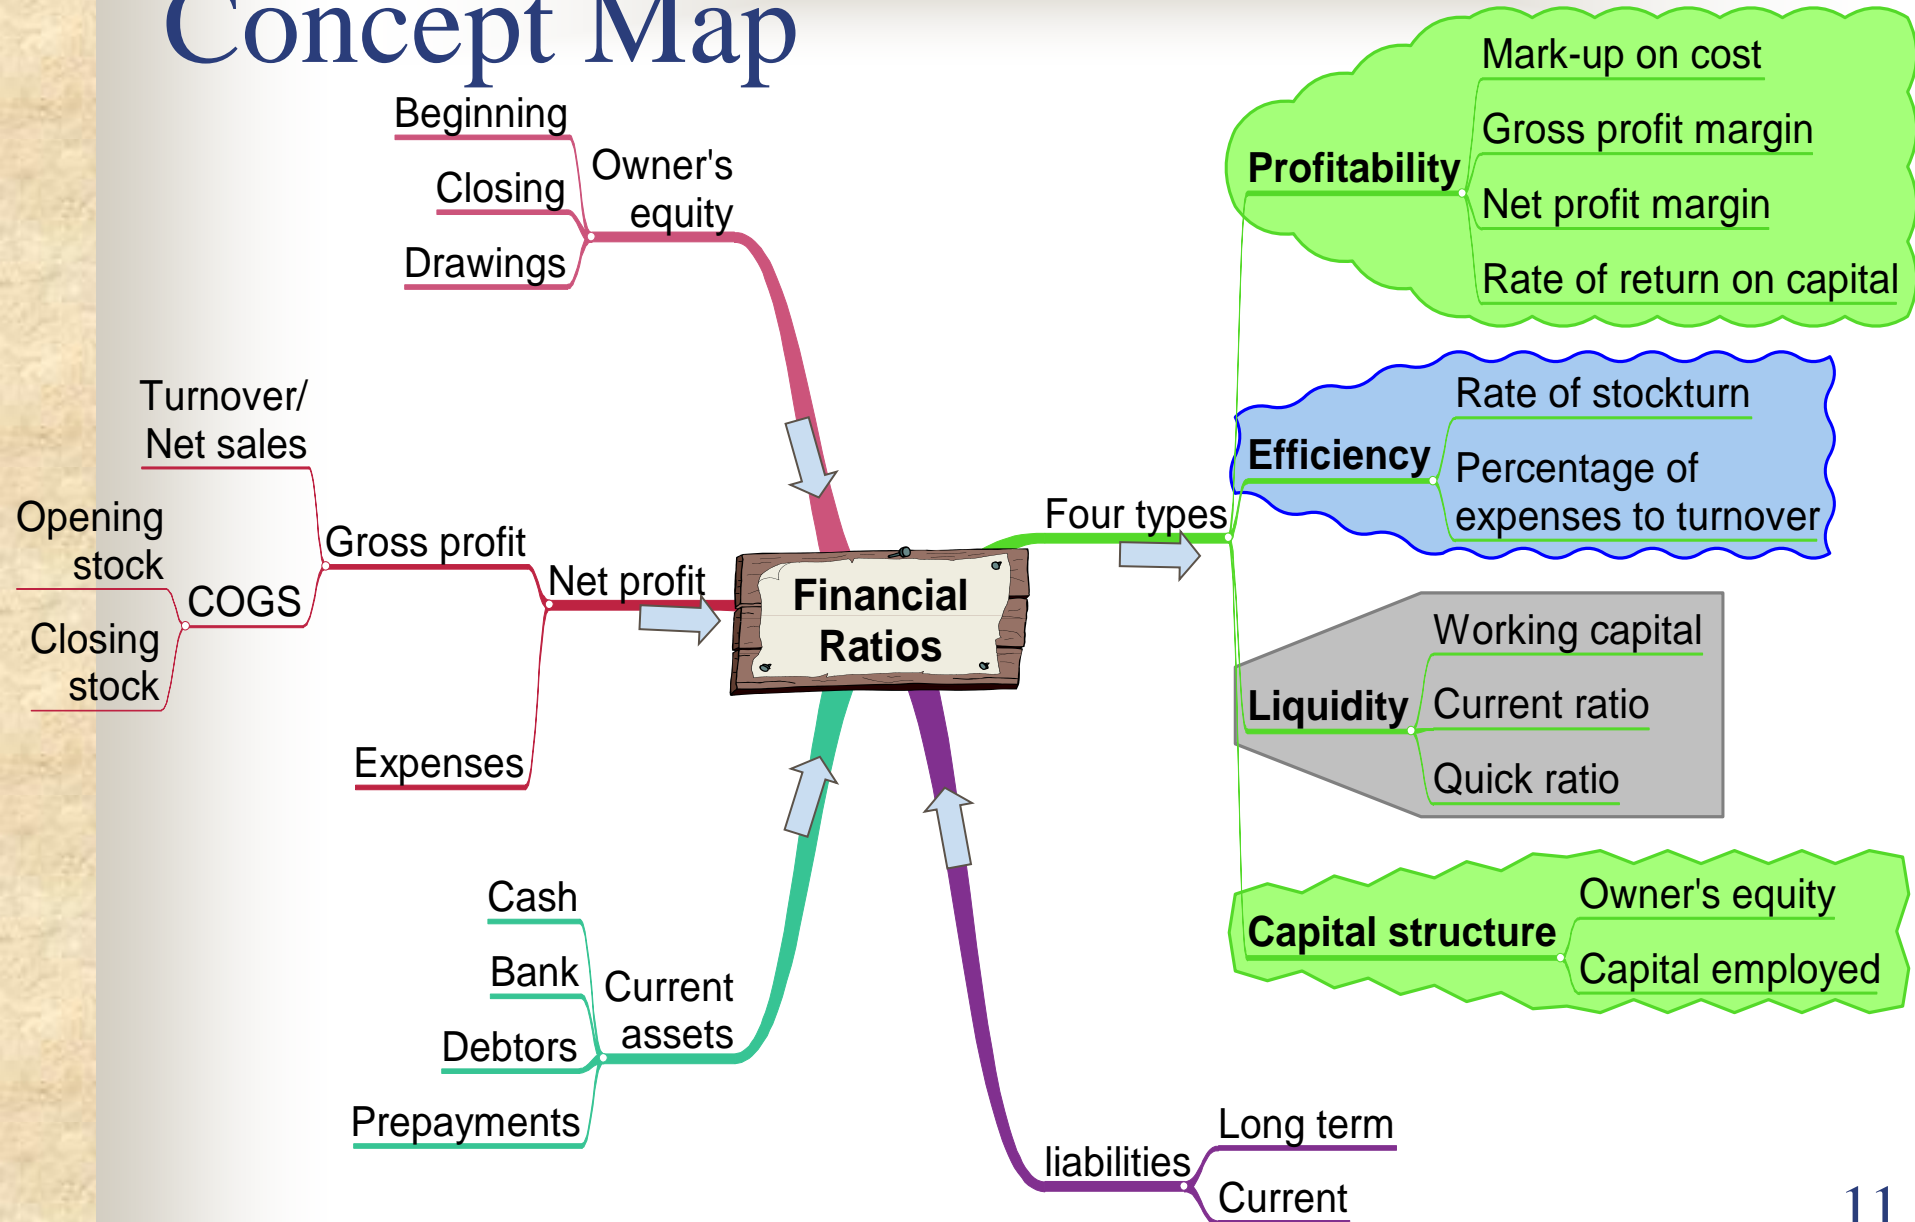 Concept Map
Beginning
Closing
Drawings
Owner's
equity
Turnover/
Net sales
Opening
stock
Closing
stock
COGS
Gross profit
Expenses
Net profit
Cash
Bank
Debtors
Prepayments
Current
assets
Financial
Ratios
liabilities
Long term
Current
Four types
Profitability
Mark-up on cost
Gross profit margin
Net profit margin
Rate of return on capital
Efficiency
Rate of stockturn
Percentage of
expenses to turnover
Liquidity
Working capital
Current ratio
Quick ratio
Capital structure
Owner's equity
Capital employed
11